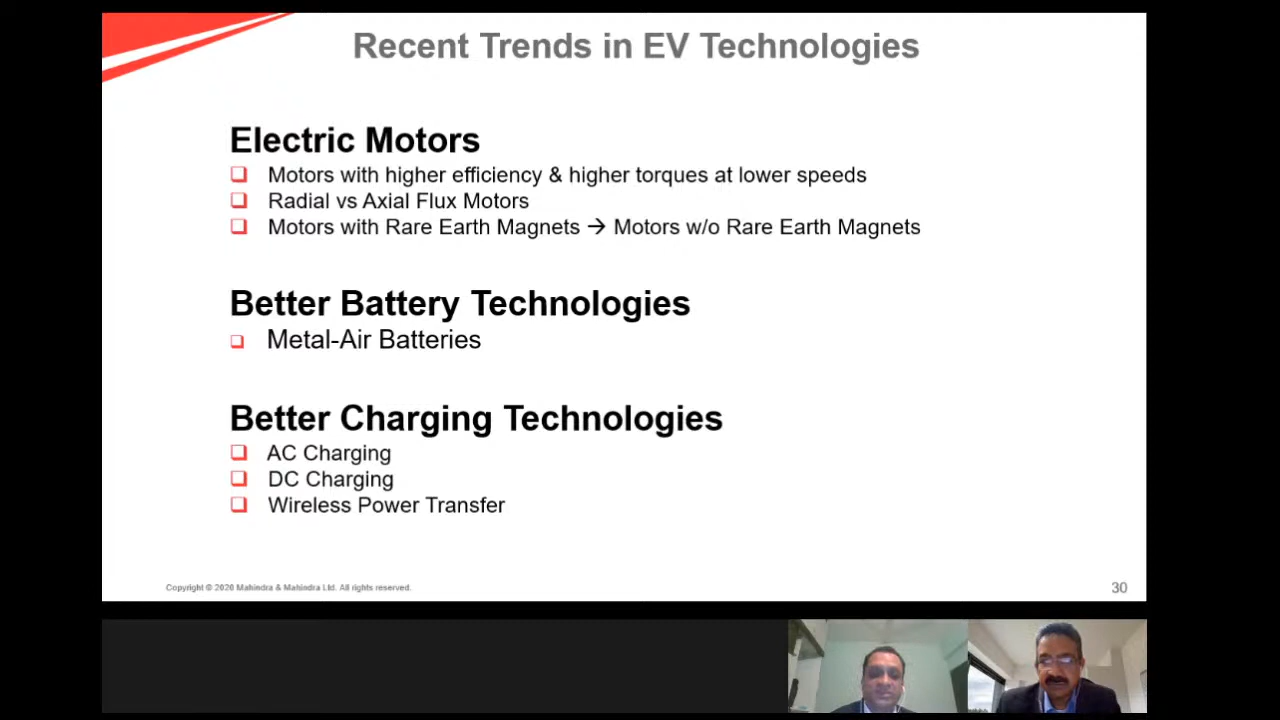 Recent Trends in EV Technologies
Electric Motors
Motors with higher efficiency & higher torques at lower speeds
Radial vs Axial Flux Motors
Motors with Rare Earth Magnets → Motors w/o Rare Earth Magnets
Better Battery Technologies
Metal-Air Batteries
Better Charging Technologies
AC Charging
DC Charging
Wireless Power Transfer
Copyright © 2020 Mahindra & Mahindra Ltd. All rights reserved.
30